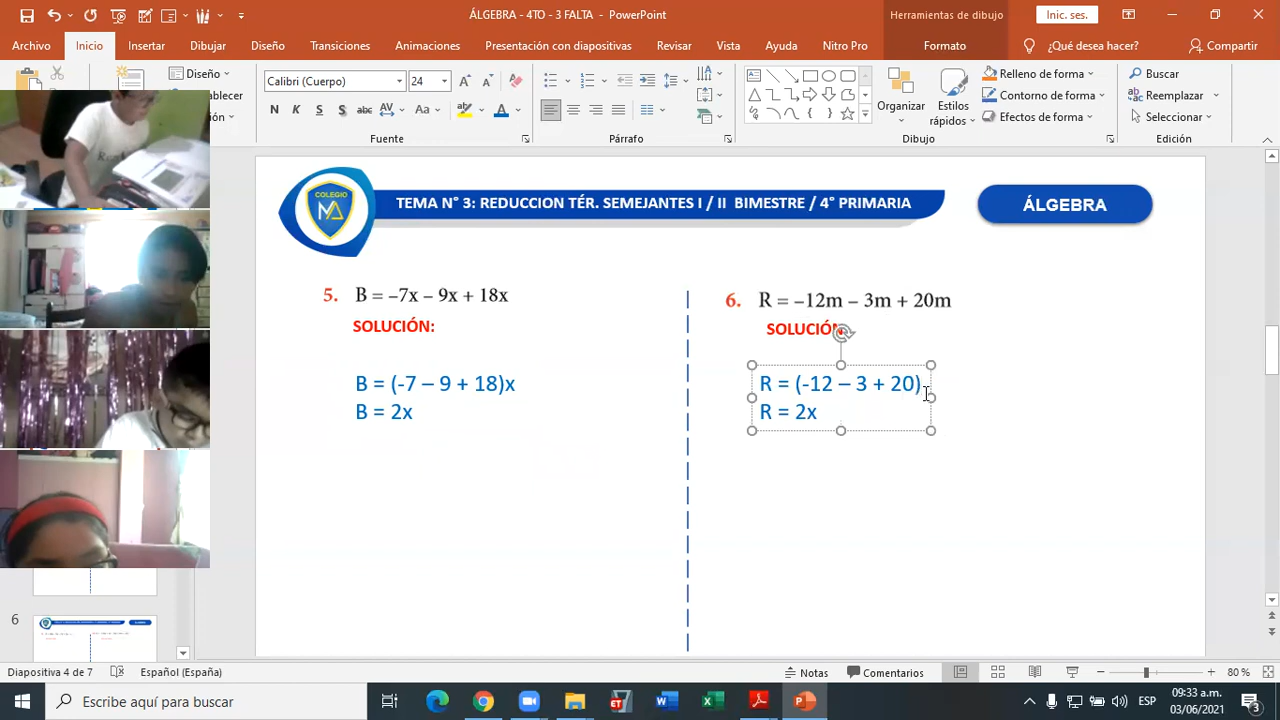 ÁLGEBRA - 4TO - 3 FALTA - PowerPoint
Herramientas de dibujo
Inic. ses.
Archivo Inicio Insertar Dibujar Diseño Transiciones Animaciones Presentación con diapositivas Revisar Vista Ayuda Nitro Pro Formato ¿Qué desea hacer? Compartir
Diseño
Calibri (Cuerpo) 24
N K S abc AV Aa A
Organizar
Estilos rápidos
Relleno de forma
Contorno de forma
Efectos de forma
Buscar
Reemplazar
Seleccionar
Fuente Párrafo Dibujo Edición
COLEGIO
TEMA N° 3: REDUCCION TÉR. SEMEJANTES I / II BIMESTRE / 4° PRIMARIA
ÁLGEBRA
5. B = –7x – 9x + 18x
SOLUCIÓN:
B = (-7 – 9 + 18)x
B = 2x
6. R = –12m – 3m + 20m
SOLUCIÓN
R = (-12 – 3 + 20)
R = 2x
6
Diapositiva 4 de 7 Español (España) Notas Comentarios 80 %
Escribe aquí para buscar
ESP
09:33 a.m.
03/06/2021
3